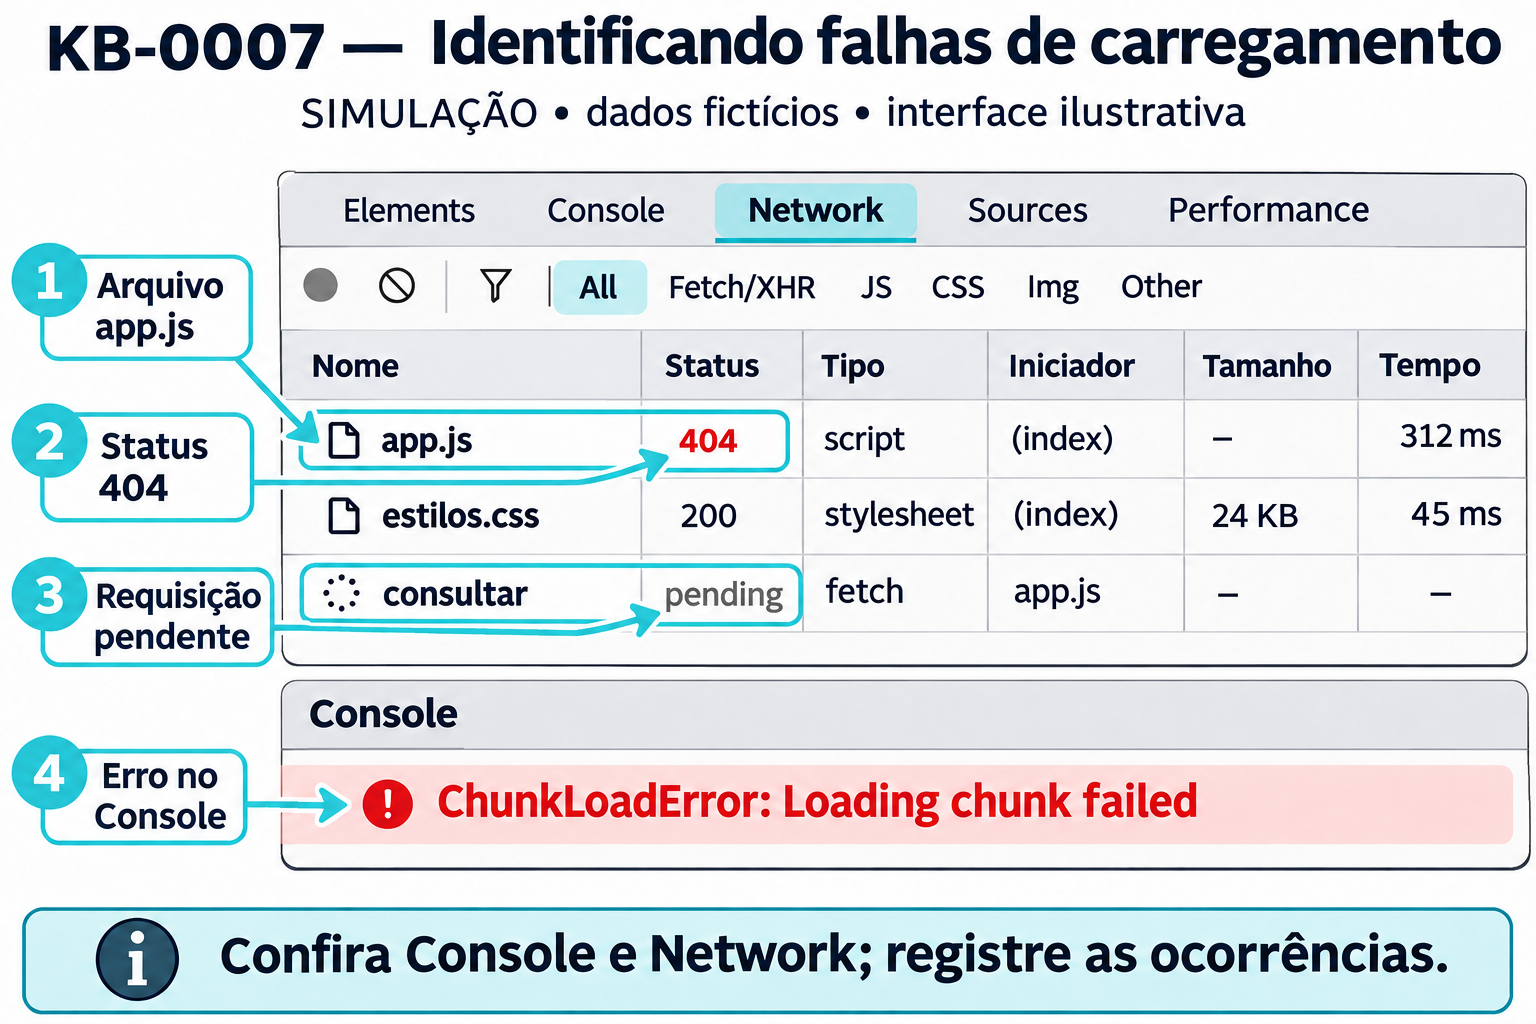 KB-0007 — Identificando falhas de carregamento
SIMULAÇÃO • dados fictícios • interface ilustrativa
Elements Console Network Sources Performance
All Fetch/XHR JS CSS Img Other
1 Arquivo
app.js
Nome Status Tipo Iniciador Tamanho Tempo
app.js 404 script (index) – 312 ms
2 Status
404
estilos.css 200 stylesheet (index) 24 KB 45 ms
3 Requisição
pendente
consultar pending fetch app.js – –
Console
4 Erro no
Console
ChunkLoadError: Loading chunk failed
Confira Console e Network; registre as ocorrências.